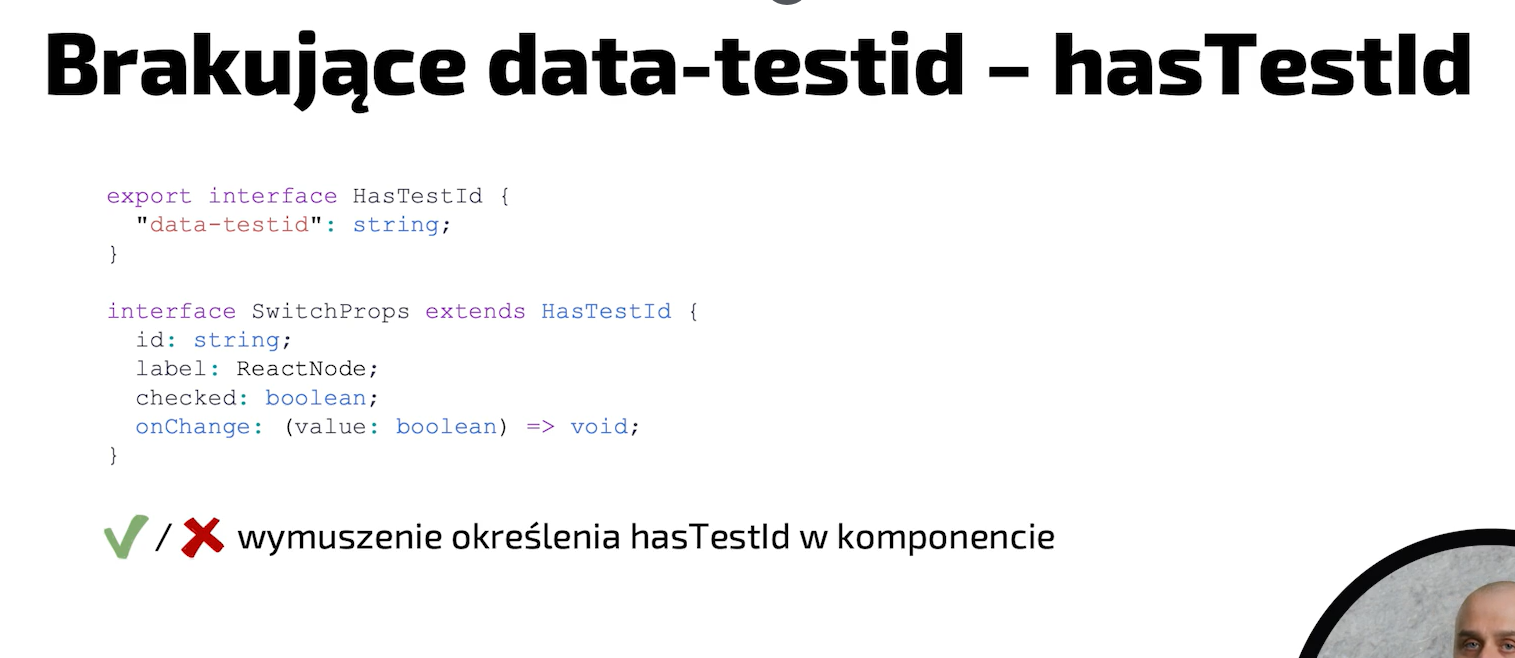 Brakujące data-testid – hasTestId
export interface HasTestId {
  "data-testid": string;
}
interface SwitchProps extends HasTestId {
  id: string;
  label: ReactNode;
  checked: boolean;
  onChange: (value: boolean) => void;
}
✔ / ✘ wymuszenie określenia hasTestId w komponencie